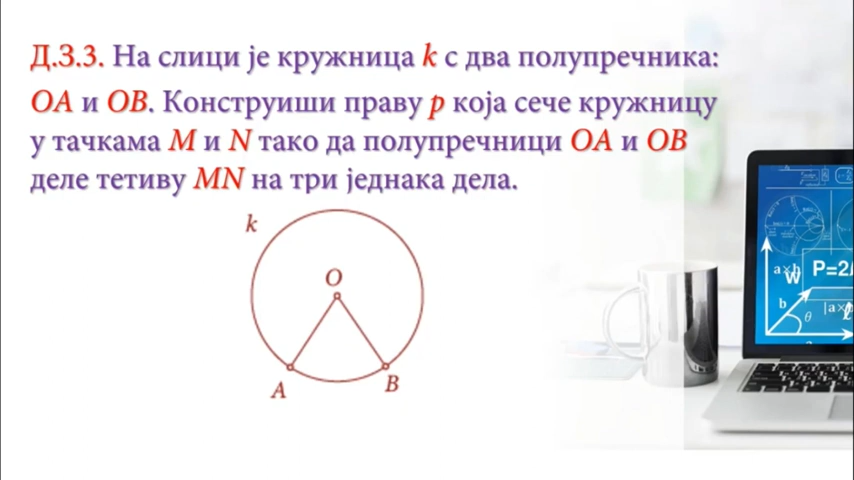 Д.З.3. На слици је кружница k с два полупречника:
OA и OB. Конструиши праву p која сече кружницу
у тачкама M и N тако да полупречници OA и OB
деле тетиву MN на три једнака дела.
k
O
A
B
a×b
W
P=2
b
θ
|a×